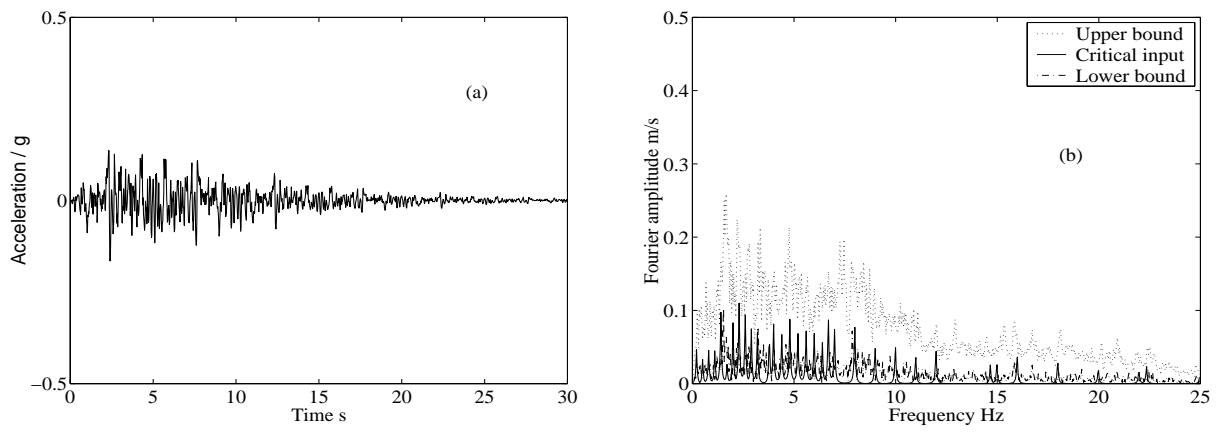 0.5
0
−0.5
0
5
10
15
20
25
30
Acceleration / g
Time s
(a)
0.5
0.4
0.3
0.2
0.1
0
0
5
10
15
20
25
Fourier amplitude m/s
Frequency Hz
Upper bound
Critical input
Lower bound
(b)